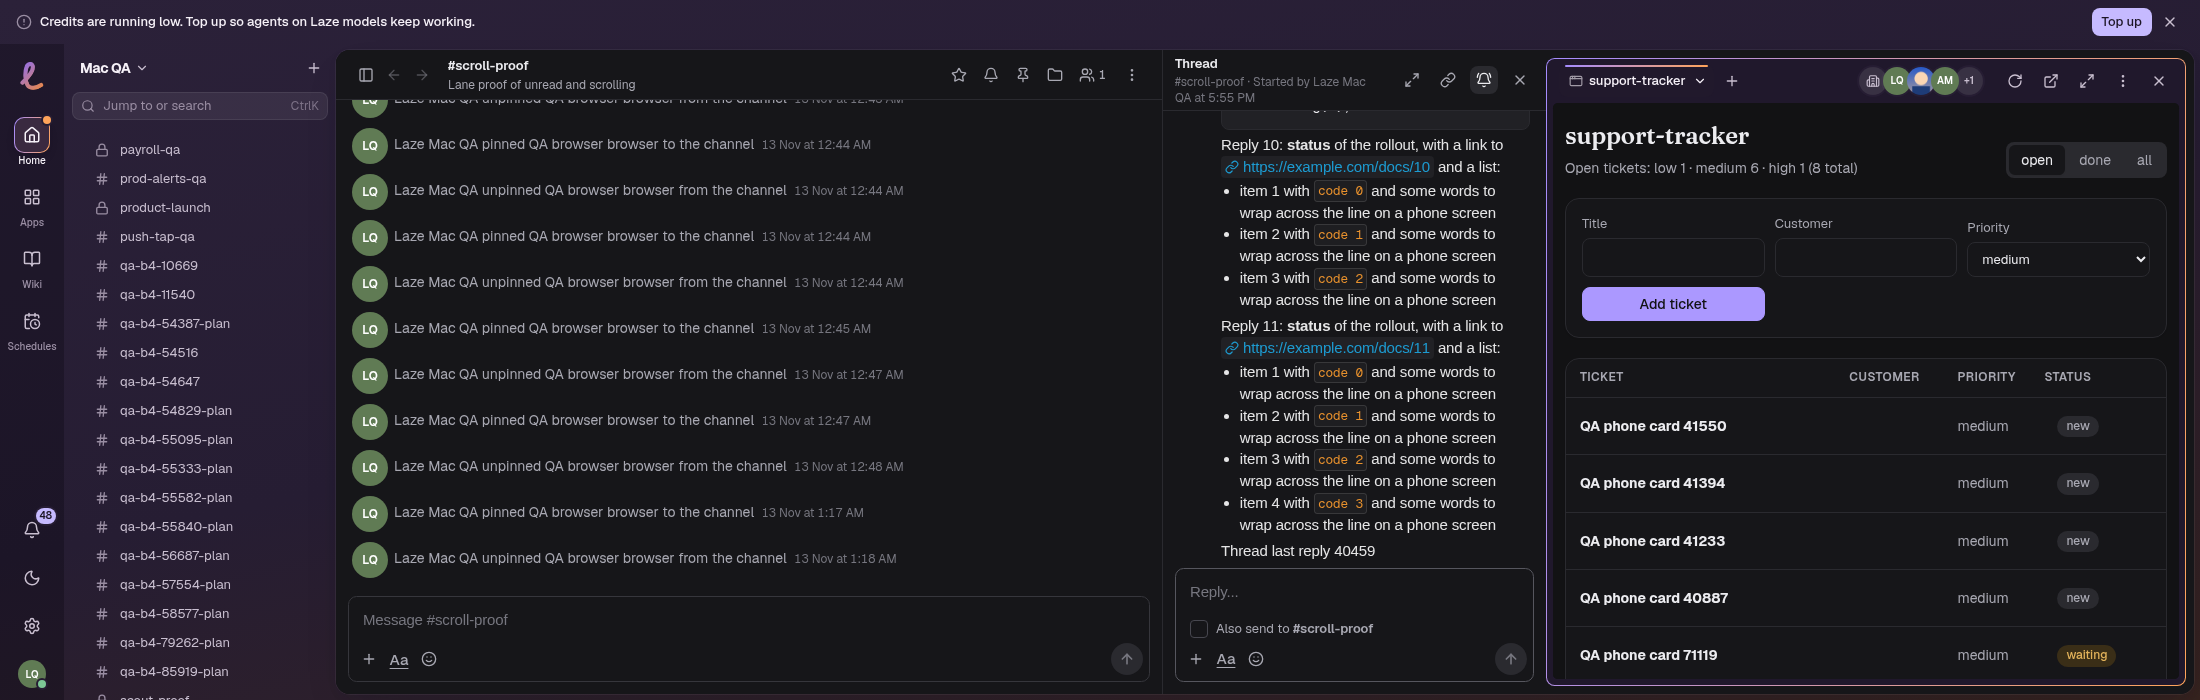 Credits are running low. Top up so agents on Laze models keep working.
Top up
Mac QA
Jump to or search
CtrlK
Home
Apps
Wiki
Schedules
48
LQ
payroll-qa
prod-alerts-qa
product-launch
push-tap-qa
qa-b4-10669
qa-b4-11540
qa-b4-54387-plan
qa-b4-54516
qa-b4-54647
qa-b4-54829-plan
qa-b4-55095-plan
qa-b4-55333-plan
qa-b4-55582-plan
qa-b4-55840-plan
qa-b4-56687-plan
qa-b4-57554-plan
qa-b4-58577-plan
qa-b4-79262-plan
qa-b4-85919-plan
#scroll-proof
Lane proof of unread and scrolling
1
LQ Laze Mac QA pinned QA browser browser to the channel 13 Nov at 12:44 AM
LQ Laze Mac QA unpinned QA browser browser from the channel 13 Nov at 12:44 AM
LQ Laze Mac QA pinned QA browser browser to the channel 13 Nov at 12:44 AM
LQ Laze Mac QA unpinned QA browser browser from the channel 13 Nov at 12:44 AM
LQ Laze Mac QA pinned QA browser browser to the channel 13 Nov at 12:45 AM
LQ Laze Mac QA unpinned QA browser browser from the channel 13 Nov at 12:47 AM
LQ Laze Mac QA pinned QA browser browser to the channel 13 Nov at 12:47 AM
LQ Laze Mac QA unpinned QA browser browser from the channel 13 Nov at 12:48 AM
LQ Laze Mac QA pinned QA browser browser to the channel 13 Nov at 1:17 AM
LQ Laze Mac QA unpinned QA browser browser from the channel 13 Nov at 1:18 AM
Message #scroll-proof
Aa
Thread
#scroll-proof · Started by Laze Mac
QA at 5:55 PM
Reply 10: status of the rollout, with a link to
https://example.com/docs/10 and a list:
• item 1 with code 0 and some words to
wrap across the line on a phone screen
• item 2 with code 1 and some words to
wrap across the line on a phone screen
• item 3 with code 2 and some words to
wrap across the line on a phone screen
Reply 11: status of the rollout, with a link to
https://example.com/docs/11 and a list:
• item 1 with code 0 and some words to
wrap across the line on a phone screen
• item 2 with code 1 and some words to
wrap across the line on a phone screen
• item 3 with code 2 and some words to
wrap across the line on a phone screen
• item 4 with code 3 and some words to
wrap across the line on a phone screen
Thread last reply 40459
Reply...
Also send to #scroll-proof
Aa
support-tracker
LQ AM +1
support-tracker
Open tickets: low 1 · medium 6 · high 1 (8 total)
open done all
Title Customer Priority
medium
Add ticket
TICKET CUSTOMER PRIORITY STATUS
QA phone card 41550 medium new
QA phone card 41394 medium new
QA phone card 41233 medium new
QA phone card 40887 medium new
QA phone card 71119 medium waiting